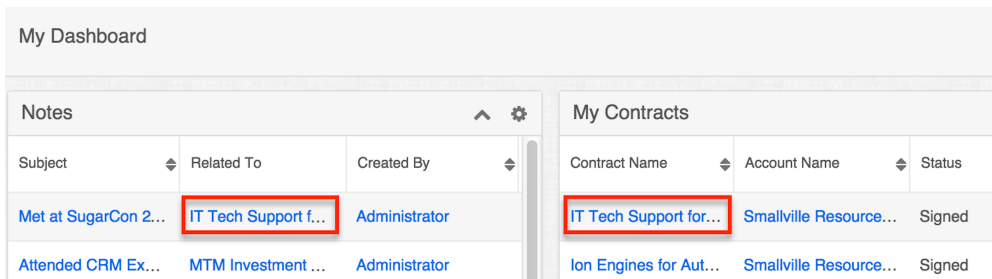 My Dashboard
Notes
Subject Related To Created By
Met at SugarCon 2... IT Tech Support f... Administrator
Attended CRM Ex... MTM Investment ... Administrator
My Contracts
Contract Name Account Name Status
IT Tech Support for... Smallville Resource... Signed
Ion Engines for Aut... Smallville Resource... Signed